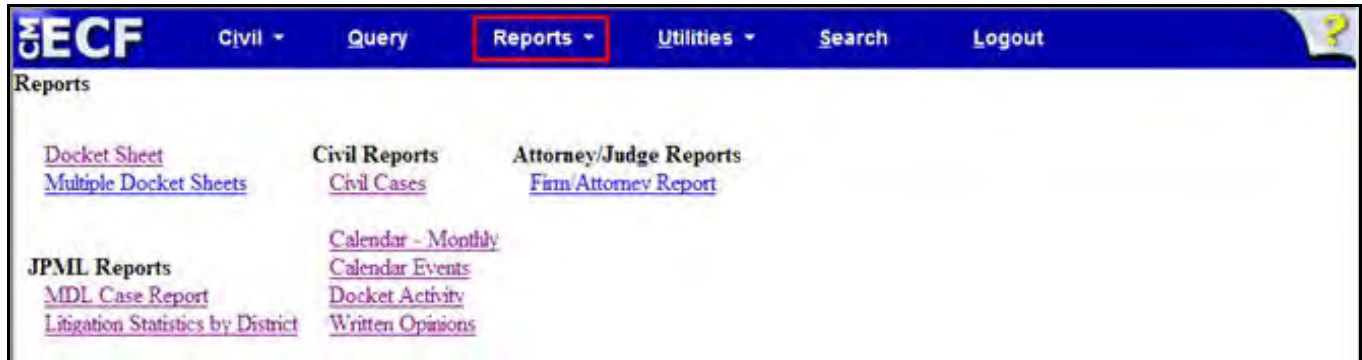 CM ECF Civil Query Reports Utilities Search Logout ?
Reports
Docket Sheet
Multiple Docket Sheets
JPML Reports
MDL Case Report
Litigation Statistics by District
Civil Reports
Civil Cases
Calendar - Monthly
Calendar Events
Docket Activity
Written Opinions
Attorney/Judge Reports
Firm/Attorney Report